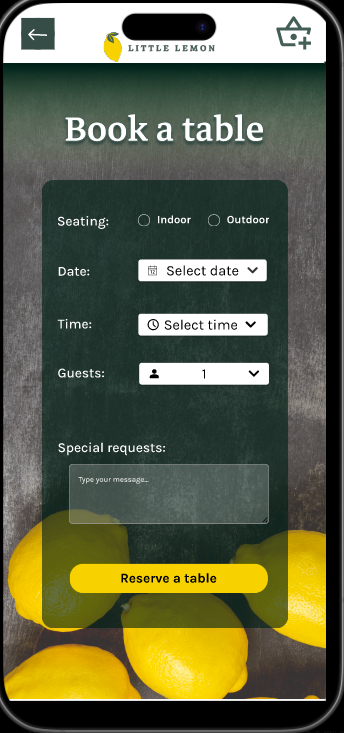 LITTLE LEMON
Book a table
Seating: Indoor Outdoor
Date: Select date
Time: Select time
Guests: 1
Special requests:
Type your message...
Reserve a table